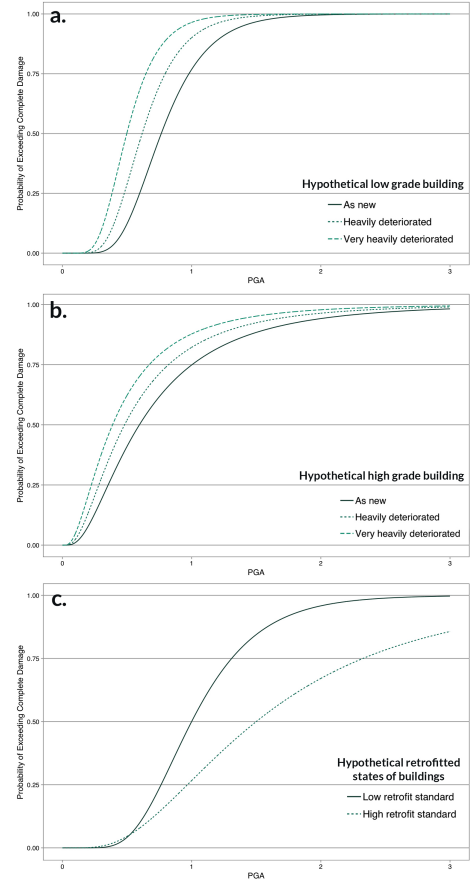 a.
1.00
0.75
0.50
0.25
0.00
Probability of Exceeding Complete Damage
Hypothetical low grade building
As new
Heavily deteriorated
Very heavily deteriorated
0 1 2 3
PGA
b.
1.00
0.75
0.50
0.25
0.00
Probability of Exceeding Complete Damage
Hypothetical high grade building
As new
Heavily deteriorated
Very heavily deteriorated
0 1 2 3
PGA
c.
1.00
0.75
0.50
0.25
0.00
Probability of Exceeding Complete Damage
Hypothetical retrofitted
states of buildings
Low retrofit standard
High retrofit standard
0 1 2 3
PGA